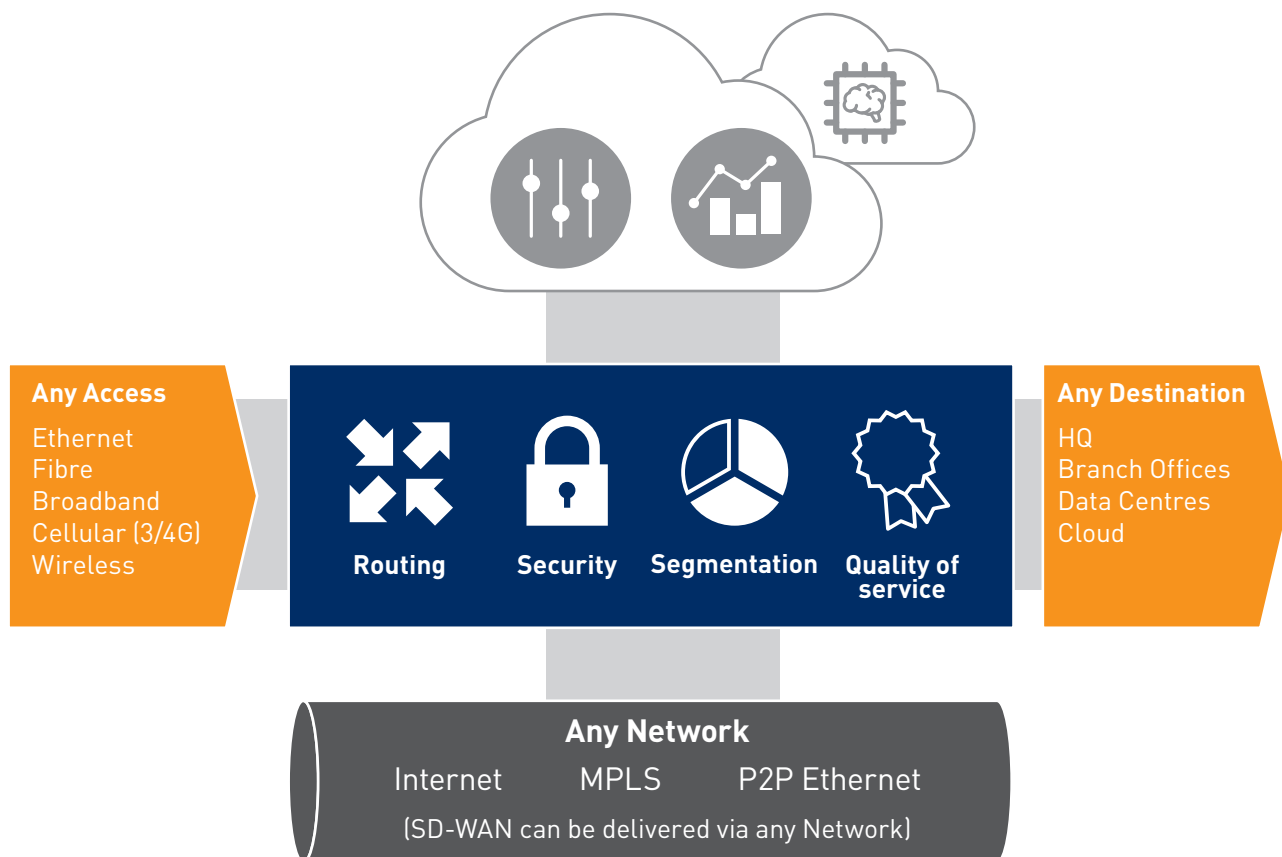 Any Access
Ethernet
Fibre
Broadband
Cellular (3/4G)
Wireless
Routing
Security
Segmentation
Quality of
service
Any Destination
HQ
Branch Offices
Data Centres
Cloud
Any Network
Internet MPLS P2P Ethernet
(SD-WAN can be delivered via any Network)